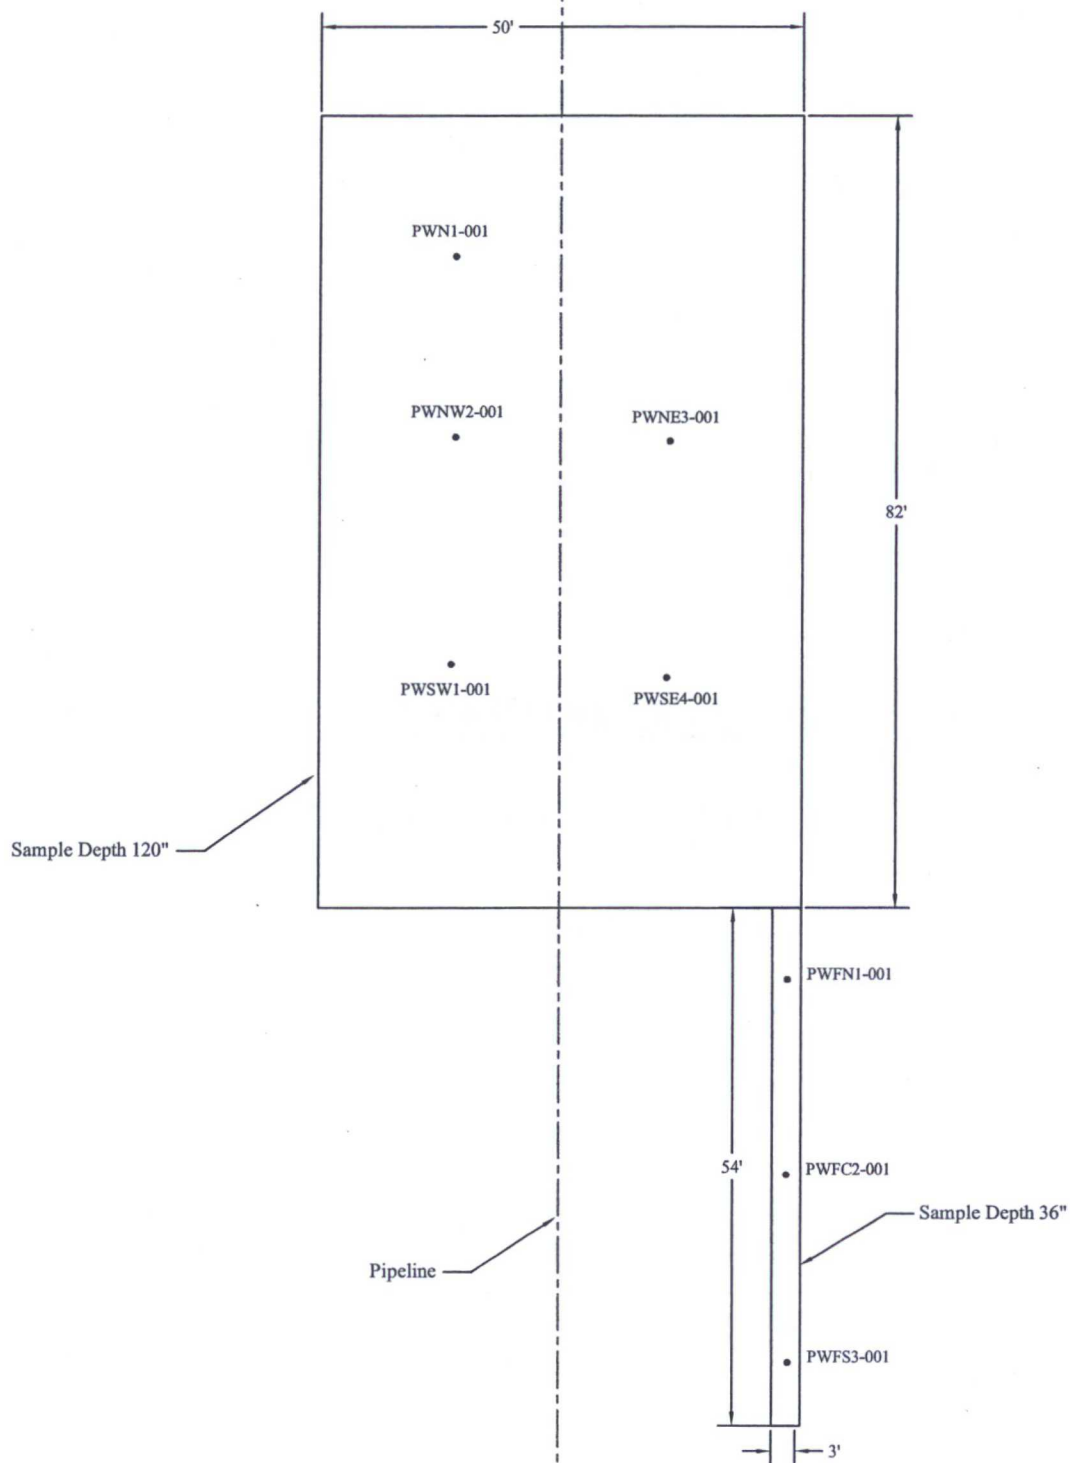 50'
PWN1-001
PWNW2-001
PWNE3-001
82'
PWSW1-001
PWSE4-001
Sample Depth 120"
PWFN1-001
54'
PWFC2-001
Sample Depth 36"
Pipeline
PWFS3-001
3'